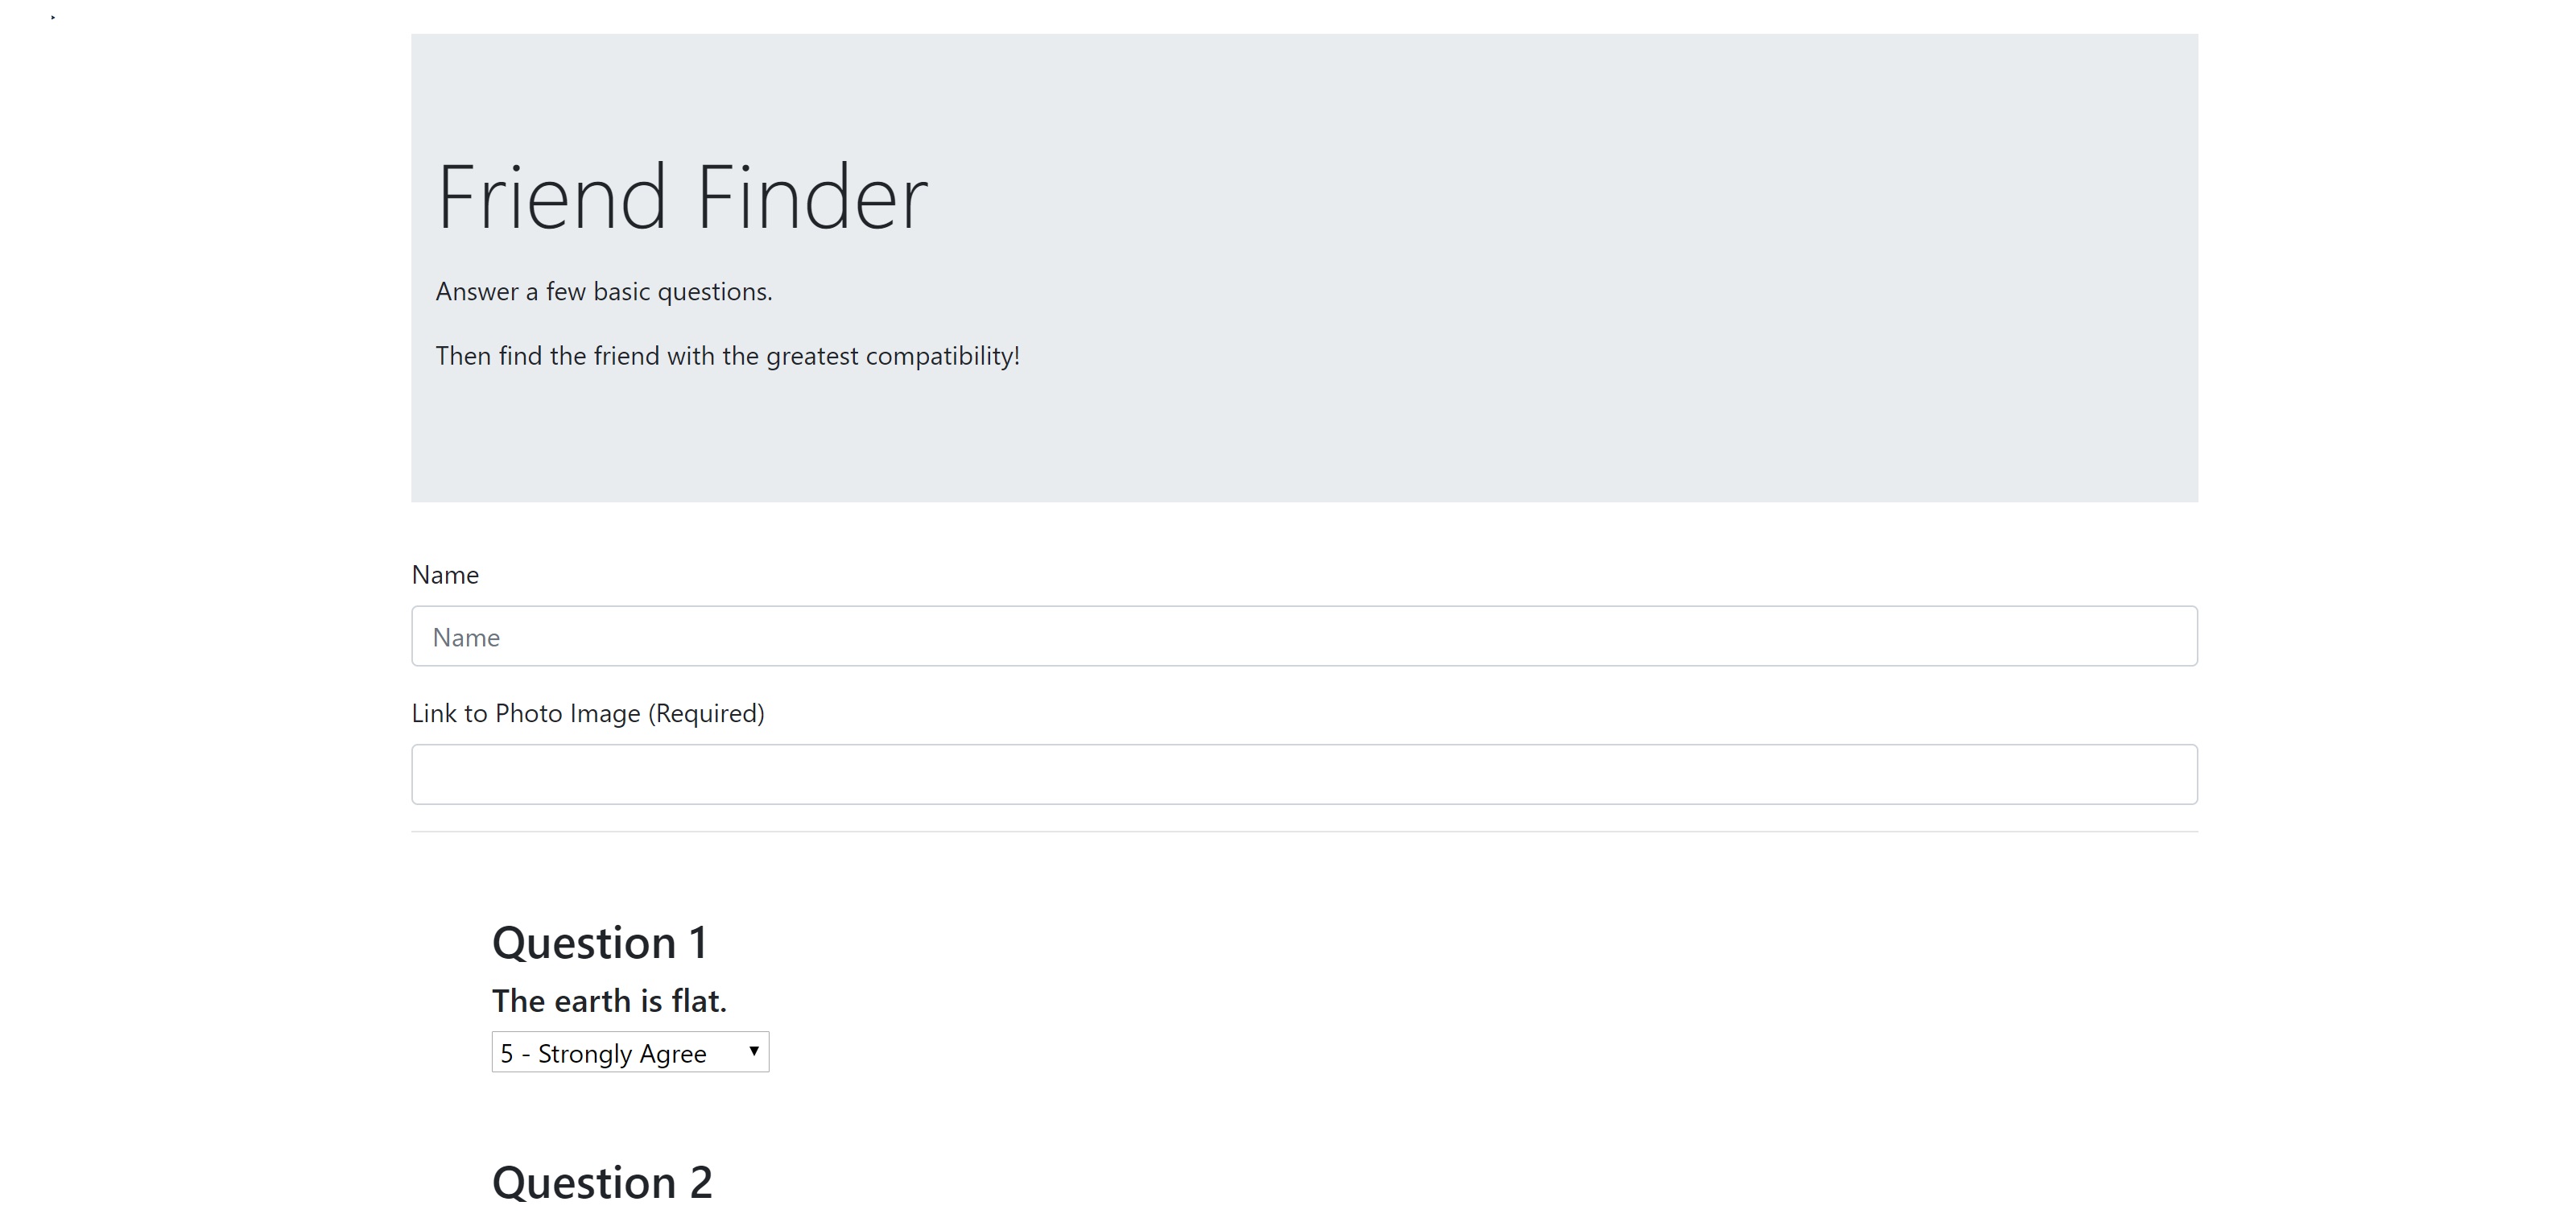 Friend Finder
Answer a few basic questions.
Then find the friend with the greatest compatibility!
Name
Name
Link to Photo Image (Required)
Question 1
The earth is flat.
5 - Strongly Agree
Question 2